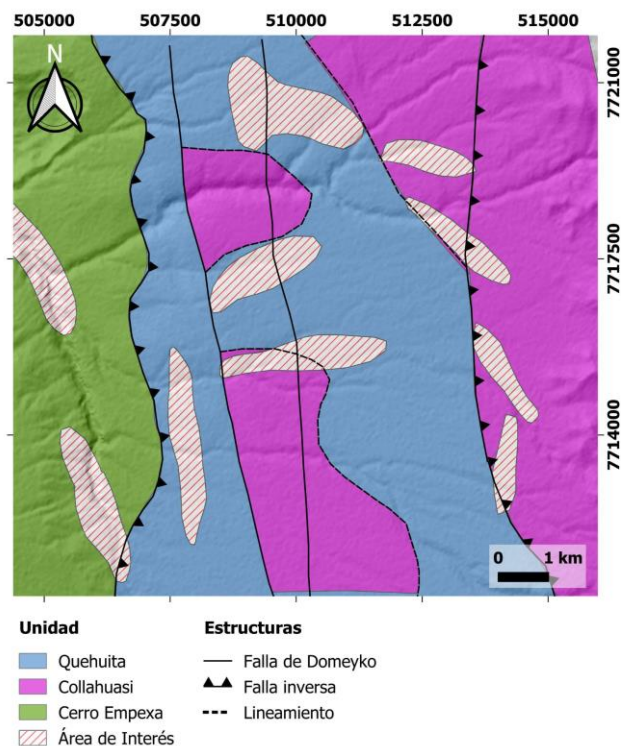 505000 507500 510000 512500 515000
N
7721000
7717500
7714000
0 1 km
Unidad
Quehuita
Collahuasi
Cerro Empexa
Área de Interés
Estructuras
Falla de Domeyko
Falla inversa
Lineamiento